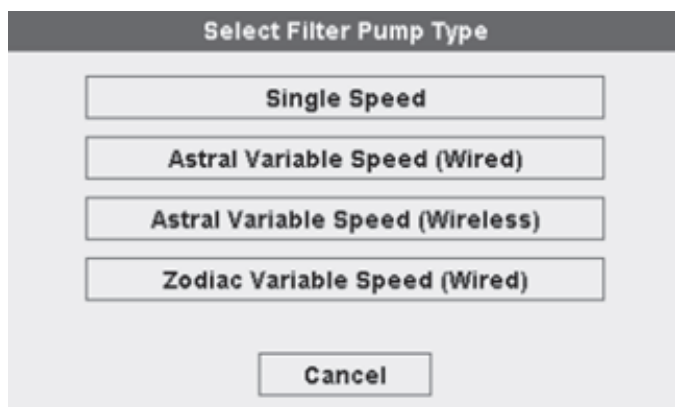 Select Filter Pump Type
Single Speed
Astral Variable Speed (Wired)
Astral Variable Speed (Wireless)
Zodiac Variable Speed (Wired)
Cancel